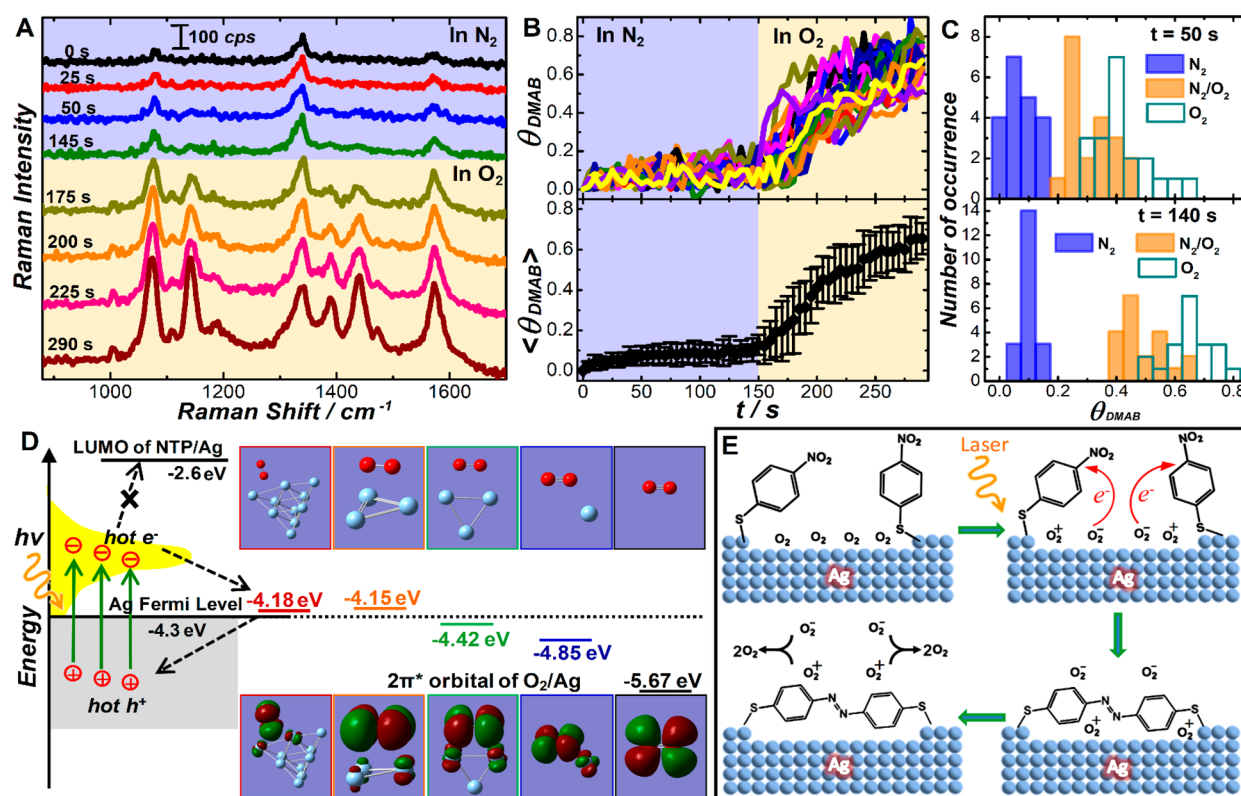 A
100 cps
In N₂
0 s
25 s
50 s
145 s
In O₂
175 s
200 s
225 s
290 s
Raman Intensity
1000 1200 1400 1600
Raman Shift / cm⁻¹
B
In N₂
In O₂
0.8
0.6
0.4
0.2
0.0
θDMAB
0.6
0.4
0.2
0.0
<θDMAB>
0 50 100 150 200 250
t / s
C
t = 50 s
N₂
N₂/O₂
O₂
8
6
4
2
0
t = 140 s
N₂
N₂/O₂
O₂
14
12
10
8
6
4
2
0
Number of occurrence
0.0 0.2 0.4 0.6 0.8
θDMAB
D
LUMO of NTP/Ag
-2.6 eV
hν
hot e⁻
Ag Fermi Level
-4.3 eV
-4.18 eV
-4.15 eV
-4.42 eV
-4.85 eV
hot h⁺
2π* orbital of O₂/Ag
-5.67 eV
Energy
E
Laser
NO₂
NO₂
S
S
O₂ O₂ O₂ O₂
Ag
NO₂
NO₂
e⁻
e⁻
S
S
O₂⁺ O₂⁻ O₂⁻ O₂⁺
Ag
O₂⁻ O₂⁻
2O₂ 2O₂
O₂⁺ O₂⁺
S N N S
Ag
O₂⁻ O₂⁻
S N N S
O₂⁺ O₂⁺
Ag